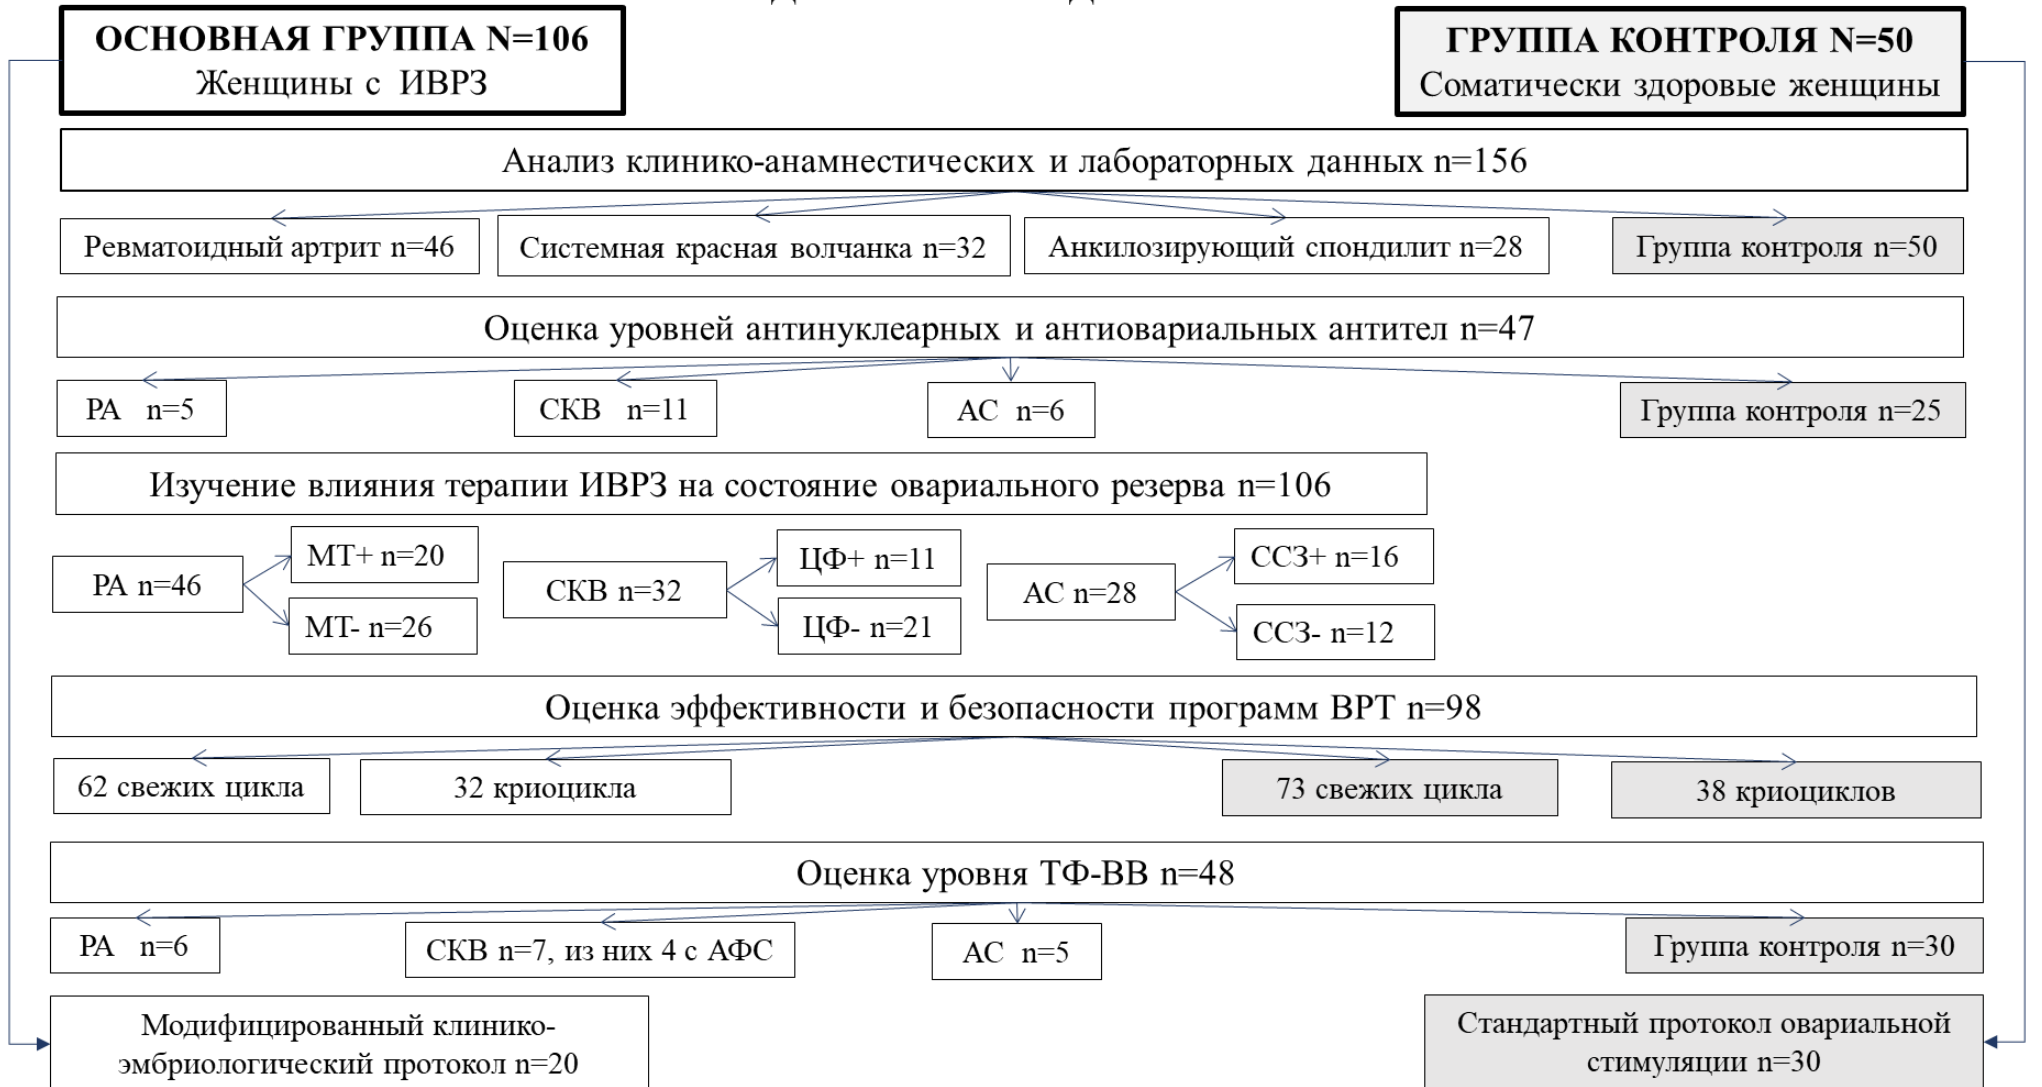 ОСНОВНАЯ ГРУППА N=106
Женщины с ИВРЗ
ГРУППА КОНТРОЛЯ N=50
Соматически здоровые женщины
Анализ клинико-анамнестических и лабораторных данных n=156
Ревматоидный артрит n=46
Системная красная волчанка n=32
Анкилозирующий спондилит n=28
Группа контроля n=50
Оценка уровней антинуклеарных и антиовариальных антител n=47
РА n=5
СКВ n=11
АС n=6
Группа контроля n=25
Изучение влияния терапии ИВРЗ на состояние овариального резерва n=106
РА n=46
МТ+ n=20
МТ- n=26
СКВ n=32
ЦФ+ n=11
ЦФ- n=21
АС n=28
ССЗ+ n=16
ССЗ- n=12
Оценка эффективности и безопасности программ ВРТ n=98
62 свежих цикла
32 криоцикла
73 свежих цикла
38 криоциклов
Оценка уровня ТФ-ВВ n=48
РА n=6
СКВ n=7, из них 4 с АФС
АС n=5
Группа контроля n=30
Модифицированный клинико-
эмбриологический протокол n=20
Стандартный протокол овариальной
стимуляции n=30